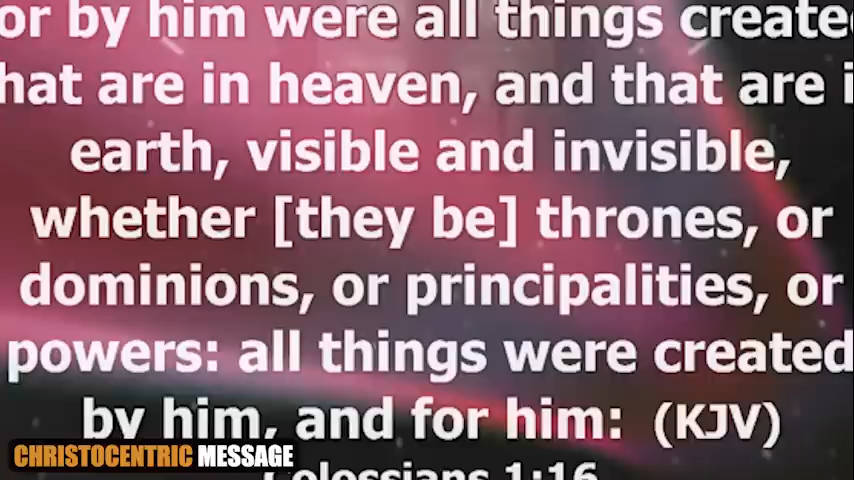 or by him were all things create
hat are in heaven, and that are i
earth, visible and invisible,
whether [they be] thrones, or
dominions, or principalities, or
powers: all things were created
by him, and for him: (KJV)
CHRISTOCENTRIC MESSAGE
Colossians 1:16